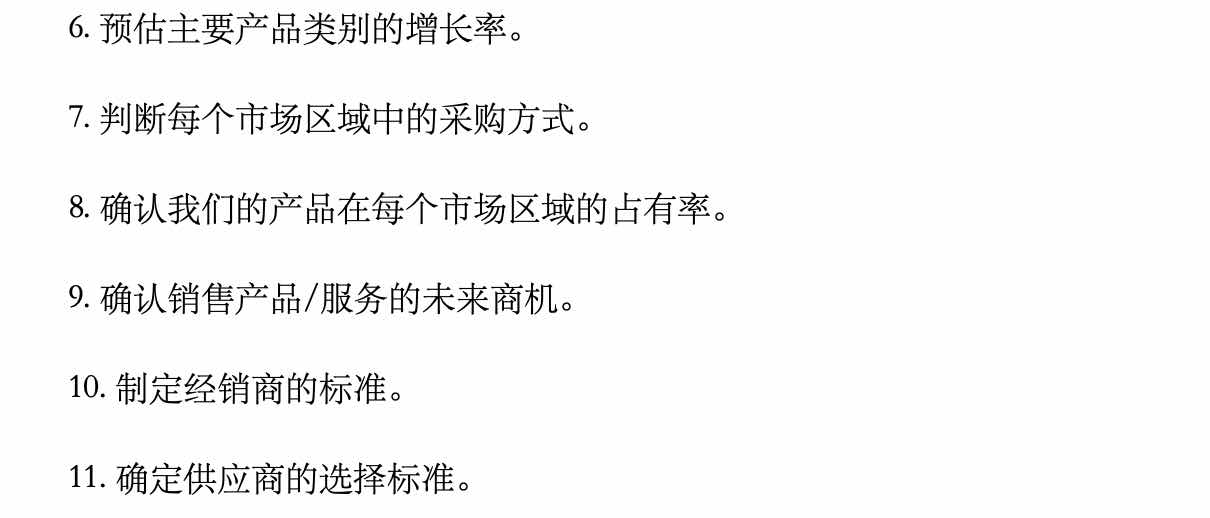 6. 预估主要产品类别的增长率。
7. 判断每个市场区域中的采购方式。
8. 确认我们的产品在每个市场区域的占有率。
9. 确认销售产品/服务的未来商机。
10. 制定经销商的标准。
11. 确定供应商的选择标准。